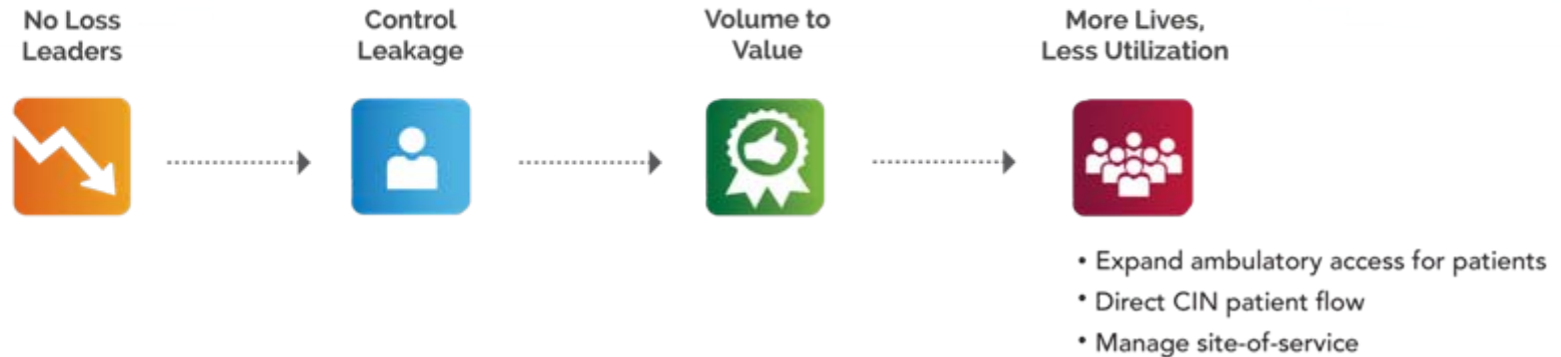 No Loss
Leaders
Control
Leakage
Volume to
Value
More Lives,
Less Utilization
• Expand ambulatory access for patients
• Direct CIN patient flow
• Manage site-of-service